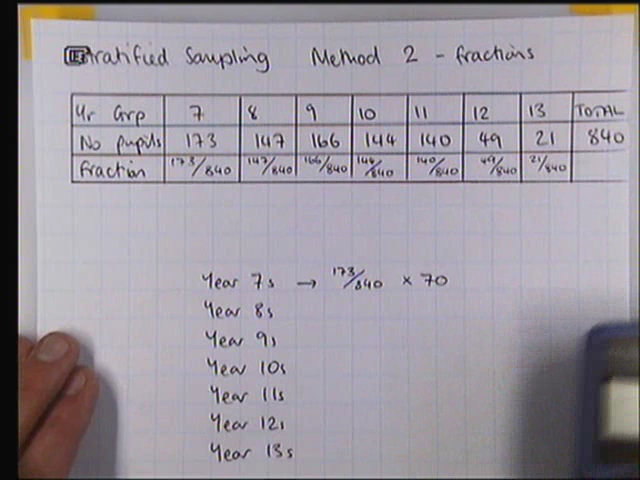 Stratified Sampling Method 2 - fractions
Yr Grp 7 8 9 10 11 12 13 TOTAL
No pupils 173 147 166 144 140 49 21 840
Fraction 173/840 147/840 166/840 144/840 140/840 49/840 21/840
Year 7s → 173/840 × 70
Year 8s
Year 9s
Year 10s
Year 11s
Year 12s
Year 13s